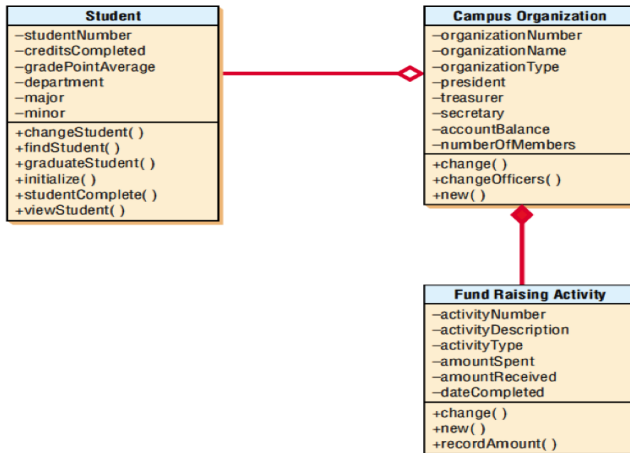 Student
–studentNumber
–creditsCompleted
–gradePointAverage
–department
–major
–minor
+changeStudent( )
+findStudent( )
+graduateStudent( )
+initialize( )
+studentComplete( )
+viewStudent( )
Campus Organization
–organizationNumber
–organizationName
–organizationType
–president
–treasurer
–secretary
–accountBalance
–numberOfMembers
+change( )
+changeOfficers( )
+new( )
Fund Raising Activity
–activityNumber
–activityDescription
–activityType
–amountSpent
–amountReceived
–dateCompleted
+change( )
+new( )
+recordAmount( )